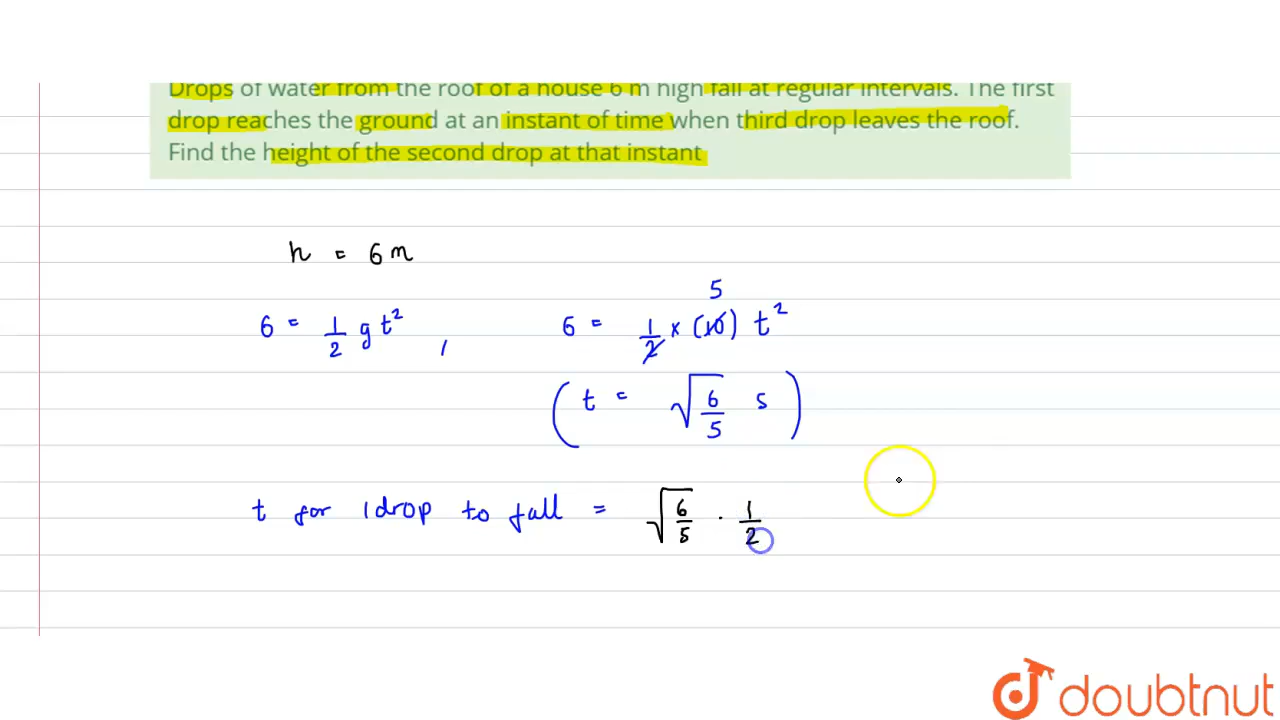 Drops of water from the roof of a house 6 m high fall at regular intervals. The first
drop reaches the ground at an instant of time when third drop leaves the roof.
Find the height of the second drop at that instant
h = 6m
6 = 1/2 g t², 6 = 1/2 × (10) t² 5
( t = √(6/5) s )
t for 1 drop to fall = √(6/5) · 1/2
doubtnut